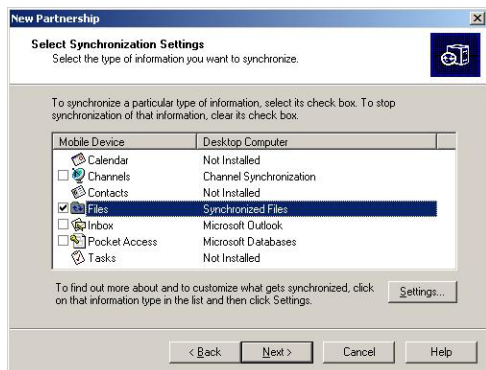 New Partnership
Select Synchronization Settings
Select the type of information you want to synchronize.
To synchronize a particular type of information, select its check box. To stop
synchronization of that information, clear its check box.
Mobile Device Desktop Computer
Calendar Not Installed
Channels Channel Synchronization
Contacts Not Installed
Files Synchronized Files
Inbox Microsoft Outlook
Pocket Access Microsoft Databases
Tasks Not Installed
To find out more about and to customize what gets synchronized, click
on that information type in the list and then click Settings.
Settings...
< Back Next > Cancel Help